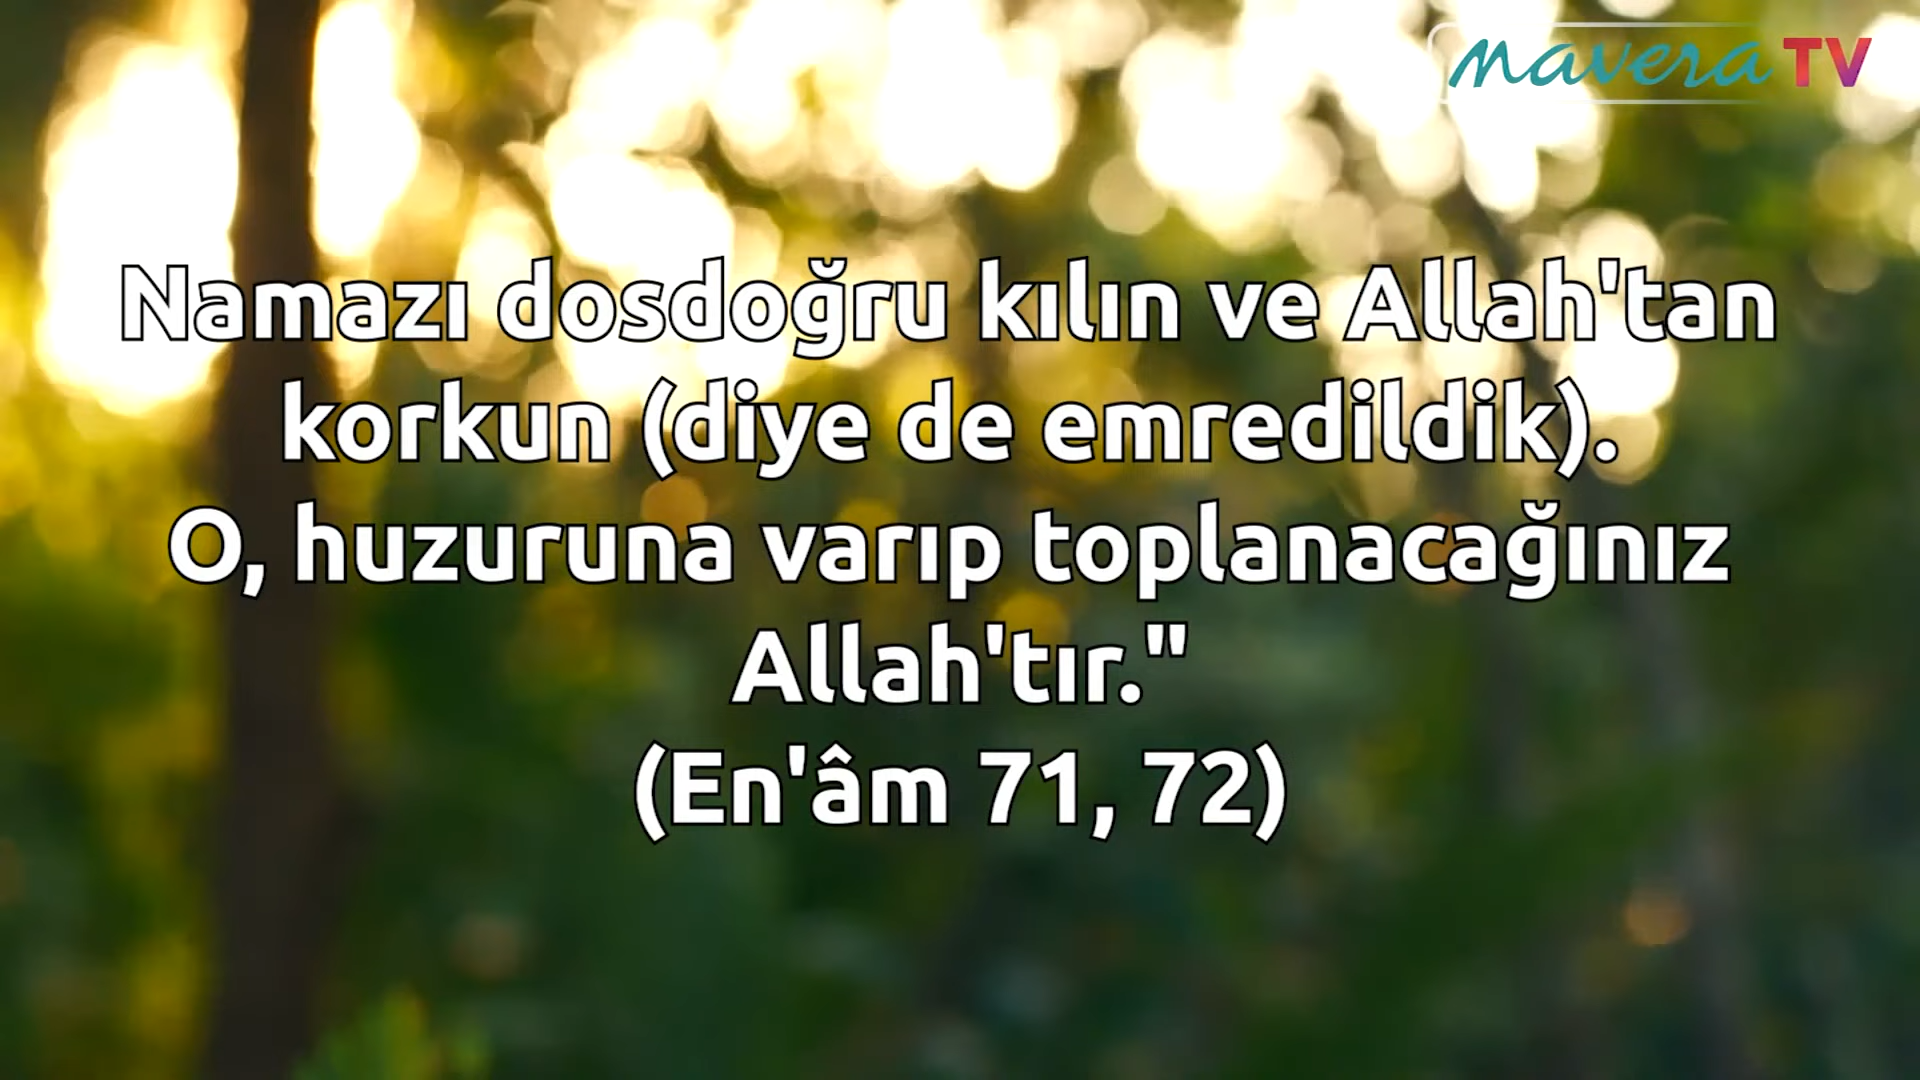 mavera TV
Namazı dosdoğru kılın ve Allah'tan
korkun (diye de emredildik).
O, huzuruna varıp toplanacağınız
Allah'tır."
(En'âm 71, 72)